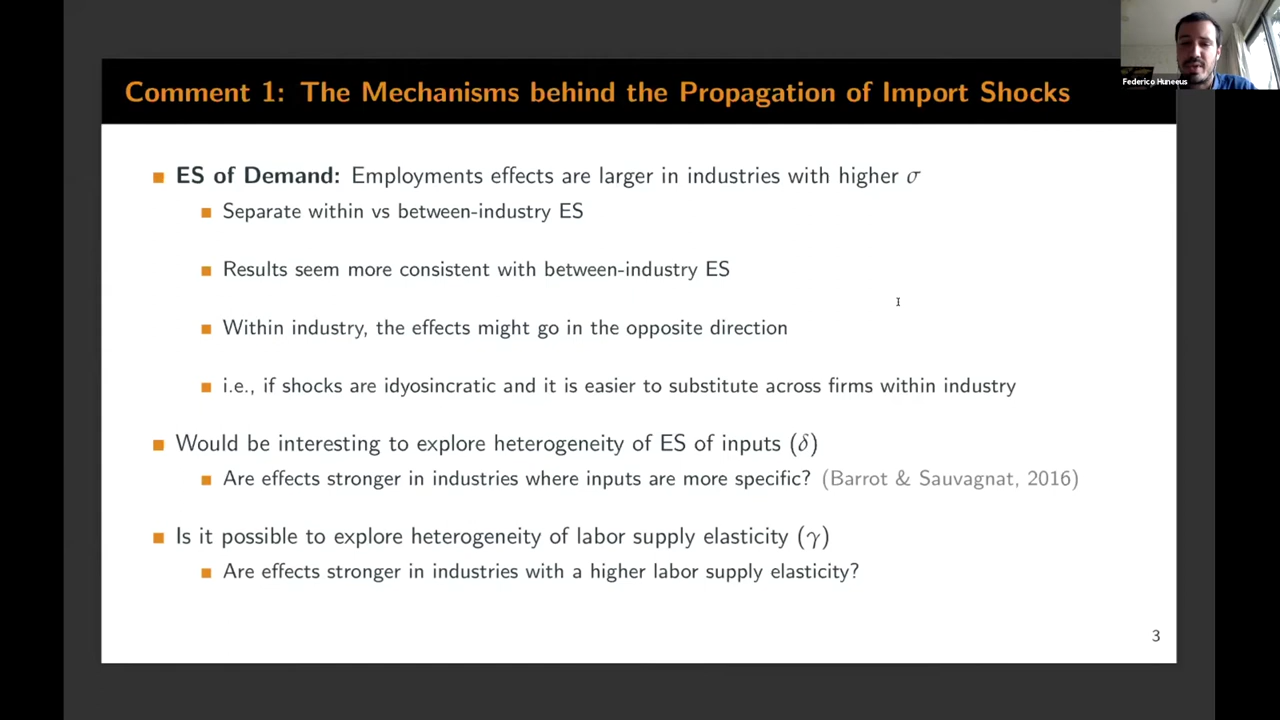 Federico Huneeus
Comment 1: The Mechanisms behind the Propagation of Import Shocks
ES of Demand: Employments effects are larger in industries with higher σ
Separate within vs between-industry ES
Results seem more consistent with between-industry ES
Within industry, the effects might go in the opposite direction
i.e., if shocks are idyosincratic and it is easier to substitute across firms within industry
Would be interesting to explore heterogeneity of ES of inputs (δ)
Are effects stronger in industries where inputs are more specific? (Barrot & Sauvagnat, 2016)
Is it possible to explore heterogeneity of labor supply elasticity (γ)
Are effects stronger in industries with a higher labor supply elasticity?
3